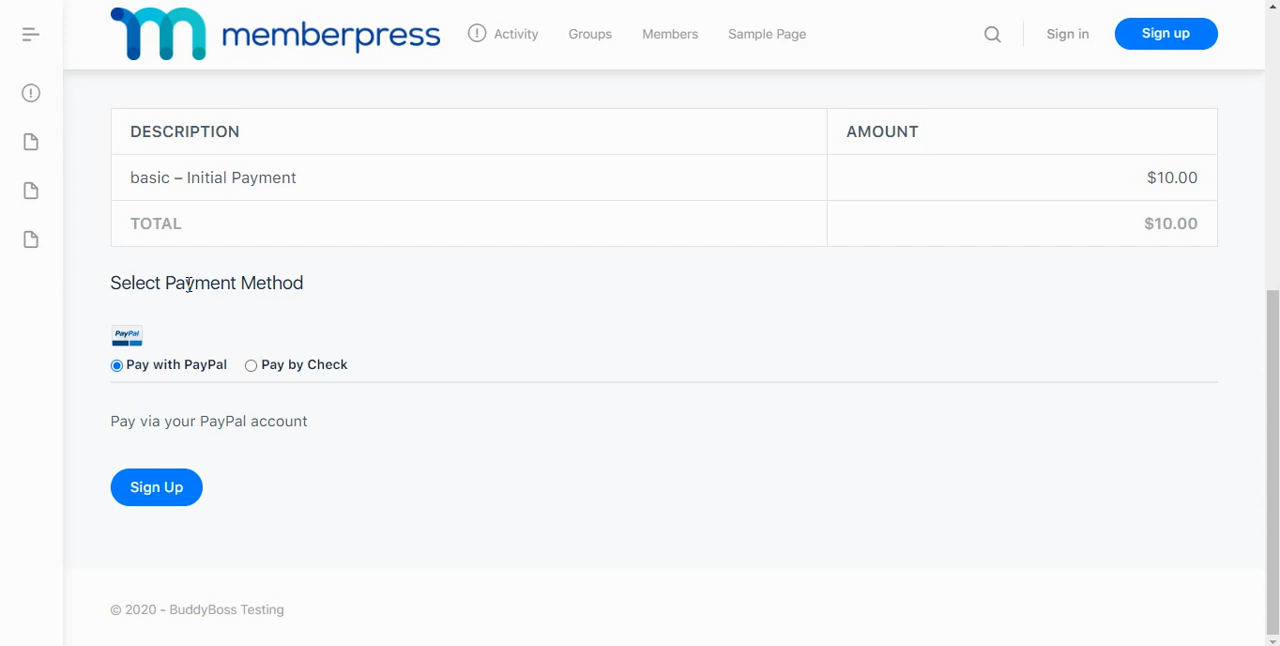 memberpress Activity Groups Members Sample Page Sign in Sign up
DESCRIPTION AMOUNT
basic – Initial Payment $10.00
TOTAL $10.00
Select Payment Method
PayPal
Pay with PayPal Pay by Check
Pay via your PayPal account
Sign Up
© 2020 - BuddyBoss Testing